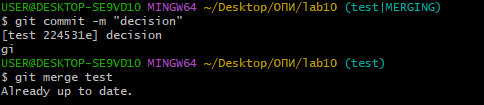 USER@DESKTOP-SE9VD10 MINGW64 ~/Desktop/ОПИ/lab10 (test|MERGING)
$ git commit -m "decision"
[test 224531e] decision
gi
USER@DESKTOP-SE9VD10 MINGW64 ~/Desktop/ОПИ/lab10 (test)
$ git merge test
Already up to date.